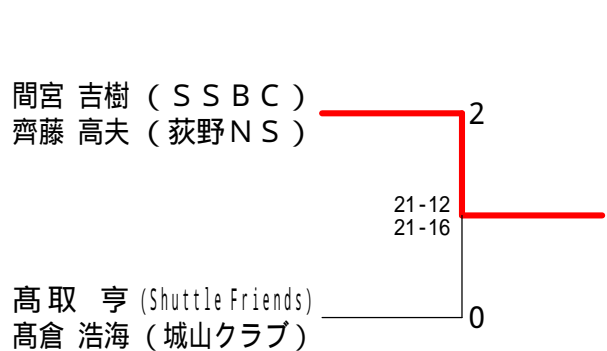 間宮 吉樹 (ＳＳＢＣ)
齊藤 高夫 (荻野ＮＳ)
2
21-12
21-16
髙取 亨 (Shuttle Friends)
髙倉 浩海 (城山クラブ)
0